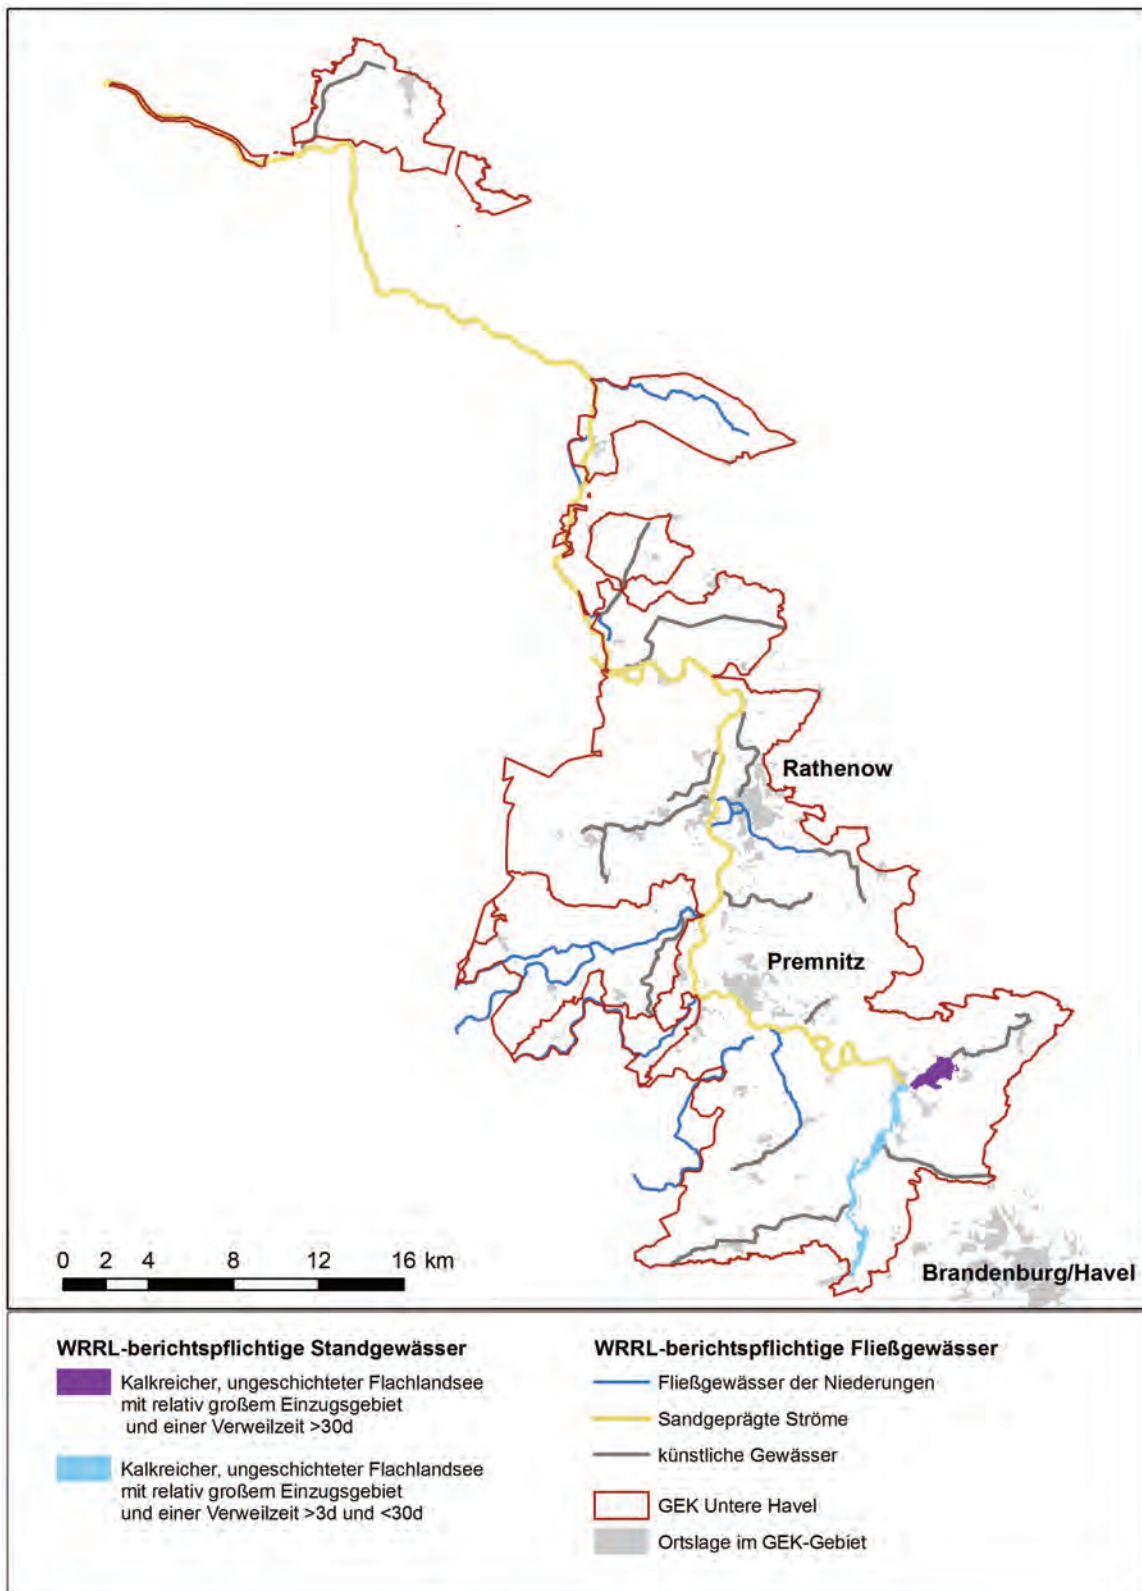 Rathenow
Premnitz
Brandenburg/Havel
0 2 4 8 12 16 km
WRRL-berichtspflichtige Standgewässer
Kalkreicher, ungeschichteter Flachlandsee
mit relativ großem Einzugsgebiet
und einer Verweilzeit >30d
Kalkreicher, ungeschichteter Flachlandsee
mit relativ großem Einzugsgebiet
und einer Verweilzeit >3d und <30d
WRRL-berichtspflichtige Fließgewässer
Fließgewässer der Niederungen
Sandgeprägte Ströme
künstliche Gewässer
GEK Untere Havel
Ortslage im GEK-Gebiet